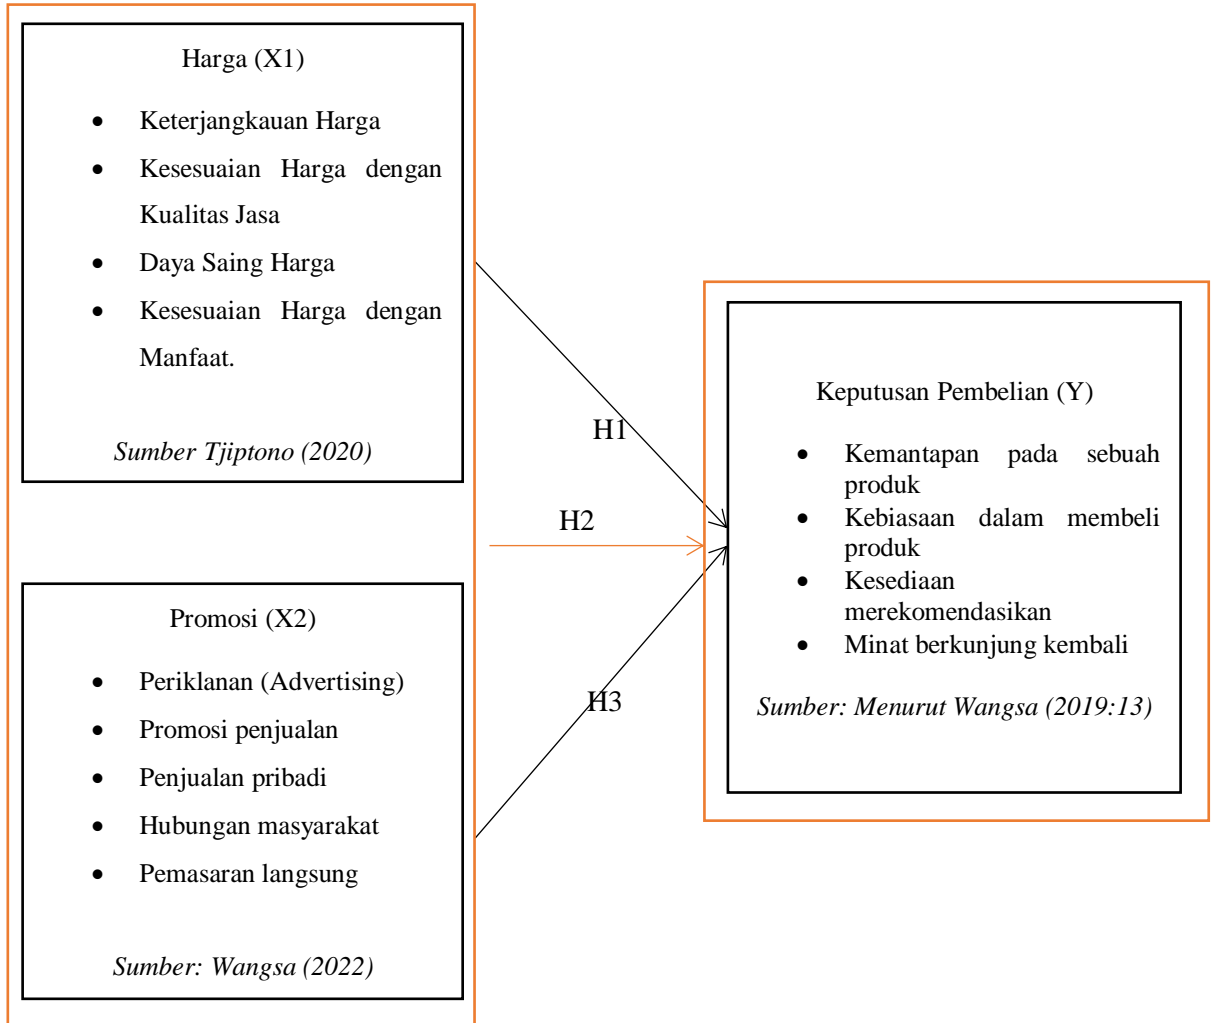 Harga (X1)
• Keterjangkauan Harga
• Kesesuaian Harga dengan
Kualitas Jasa
• Daya Saing Harga
• Kesesuaian Harga dengan
Manfaat.
Sumber Tjiptono (2020)
H1
H2
H3
Promosi (X2)
• Periklanan (Advertising)
• Promosi penjualan
• Penjualan pribadi
• Hubungan masyarakat
• Pemasaran langsung
Sumber: Wangsa (2022)
Keputusan Pembelian (Y)
• Kemantapan pada sebuah
produk
• Kebiasaan dalam membeli
produk
• Kesediaan
merekomendasikan
• Minat berkunjung kembali
Sumber: Menurut Wangsa (2019:13)